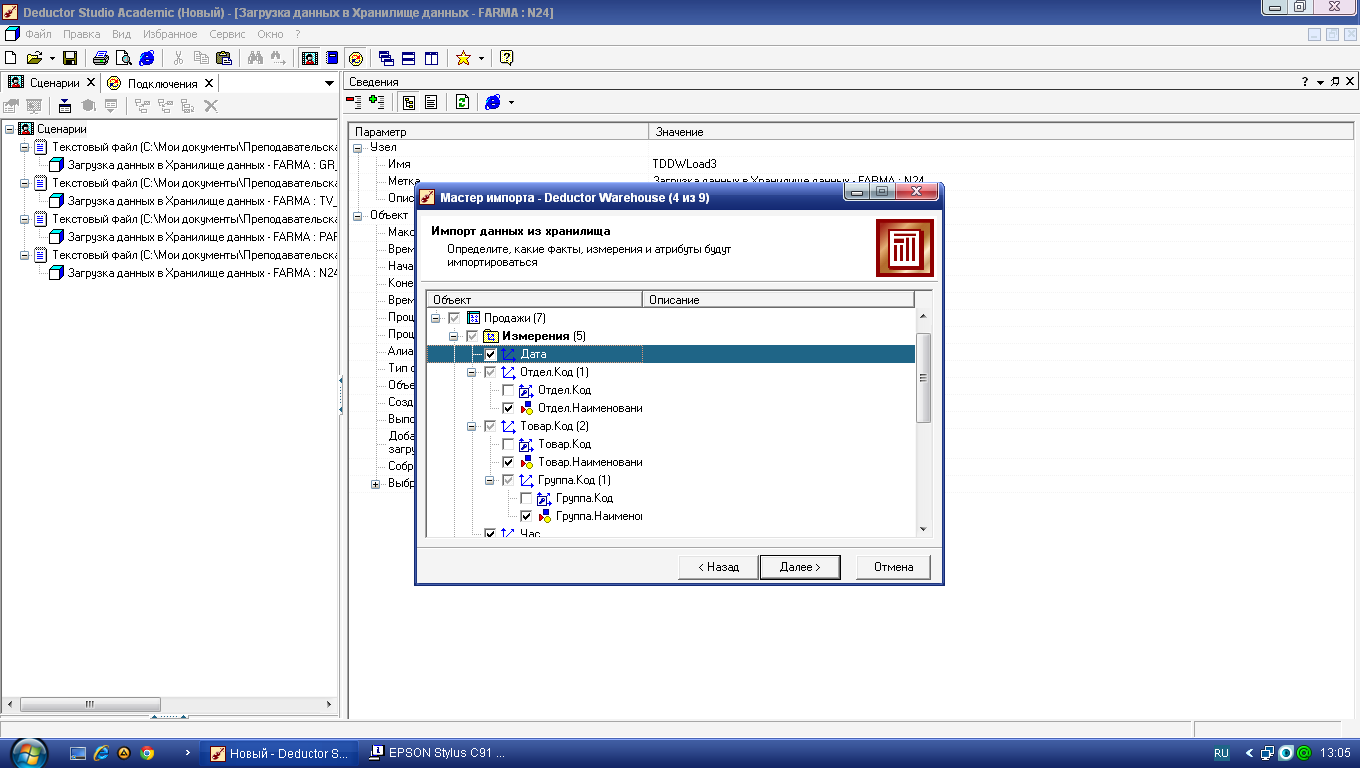 Deductor Studio Academic (Новый) - [Загрузка данных в Хранилище данных - FARMA : N24]
Файл Правка Вид Избранное Сервис Окно ?
Сценарии Подключения
Сведения
Сценарии
Текстовый файл (C:\Мои документы\Преподавательска
Загрузка данных в Хранилище данных - FARMA : GR_
Текстовый файл (C:\Мои документы\Преподавательска
Загрузка данных в Хранилище данных - FARMA : TV_
Текстовый файл (C:\Мои документы\Преподавательска
Загрузка данных в Хранилище данных - FARMA : PAR
Текстовый файл (C:\Мои документы\Преподавательска
Загрузка данных в Хранилище данных - FARMA : N24
Параметр Значение
Узел
Имя TDDWLoad3
Метка Загрузка данных в Хранилище данных - FARMA : N24
Опис
Объект
Макс
Врем
Нача
Коне
Врем
Проц
Проц
Алиа
Тип о
Объе
Созд
Выпо
Доба
загру
Собр
Выбр
Мастер импорта - Deductor Warehouse (4 из 9)
Импорт данных из хранилища
Определите, какие факты, измерения и атрибуты будут
импортироваться
Объект Описание
Продажи (7)
Измерения (5)
Дата
Отдел.Код (1)
Отдел.Код
Отдел.Наименовани
Товар.Код (2)
Товар.Код
Товар.Наименовани
Группа.Код (1)
Группа.Код
Группа.Наимено
Час
< Назад Далее > Отмена
Новый - Deductor S... EPSON Stylus C91 ... RU 13:05